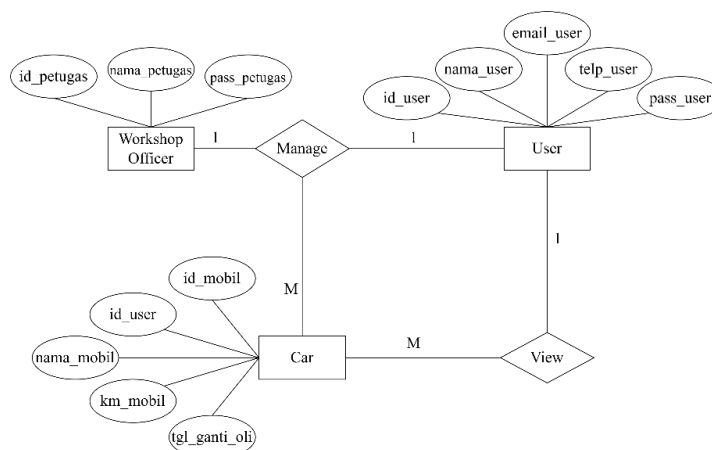 id_petugas
nama_petugas
pass_petugas
id_user
nama_user
email_user
telp_user
pass_user
Workshop
Officer
1
Manage
1
User
M
1
id_mobil
id_user
nama_mobil
km_mobil
tgl_ganti_oli
Car
M
View